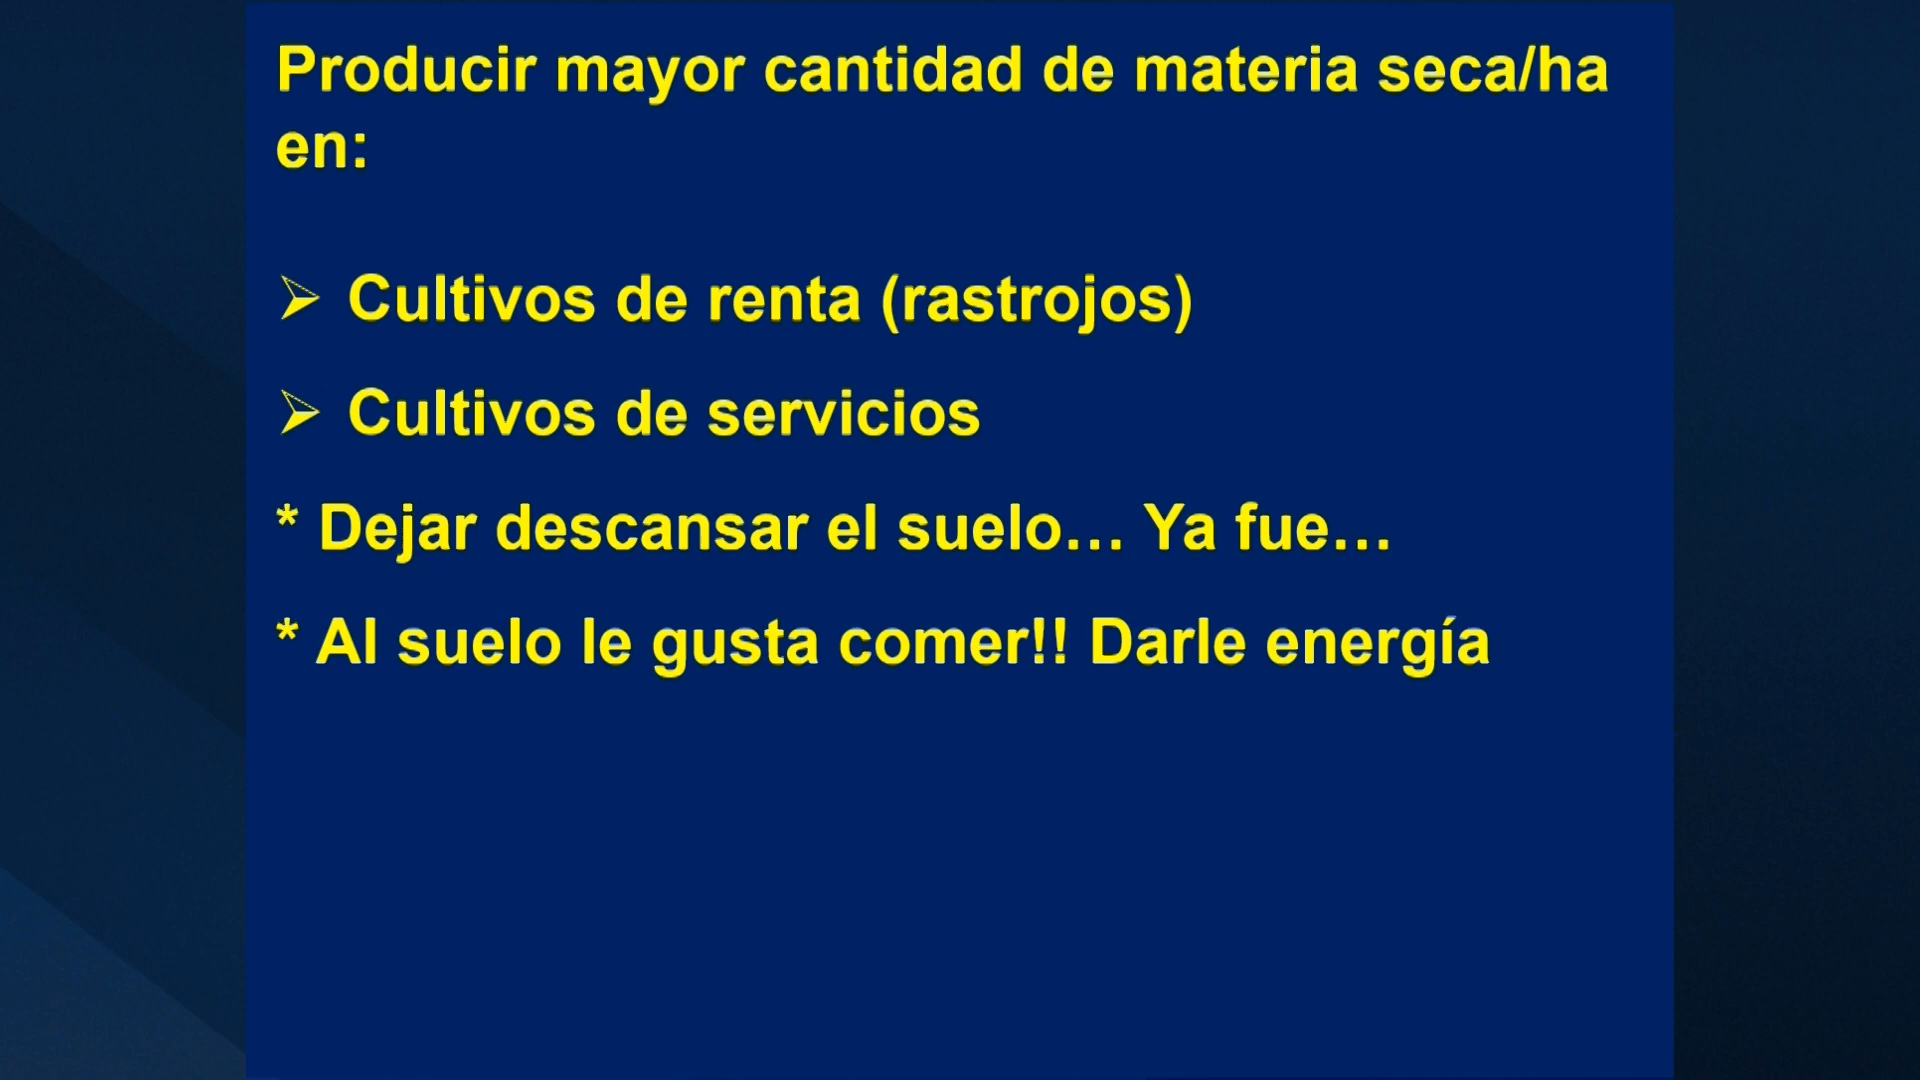 Producir mayor cantidad de materia seca/ha
en:
➢ Cultivos de renta (rastrojos)
➢ Cultivos de servicios
* Dejar descansar el suelo… Ya fue…
* Al suelo le gusta comer!! Darle energía